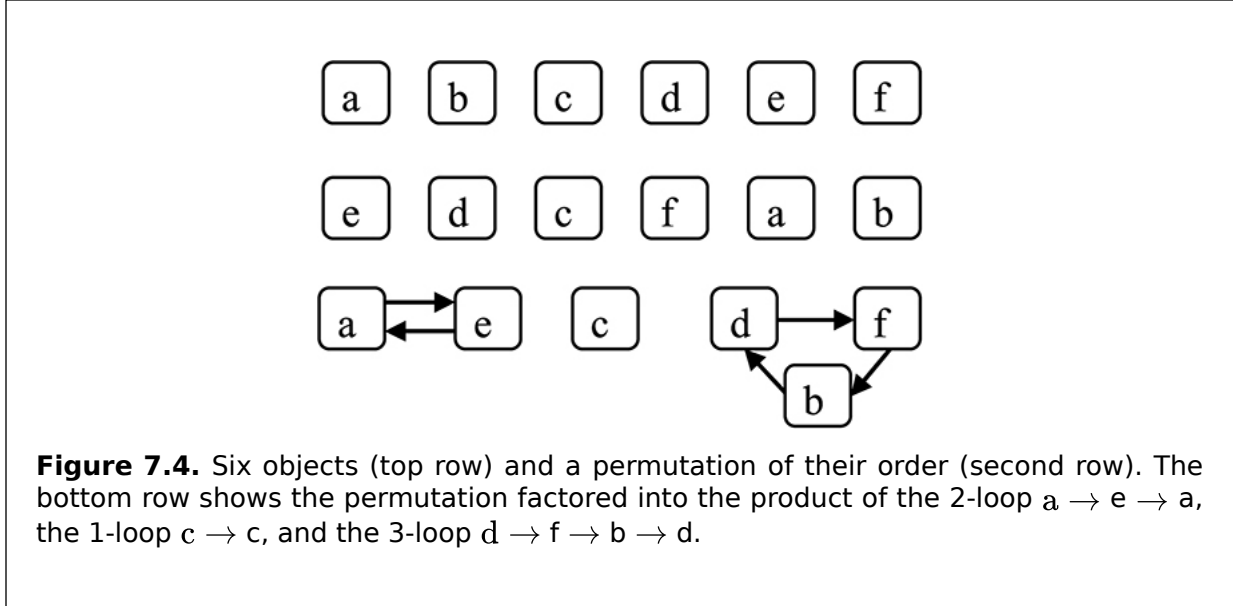 a b c d e f
e d c f a b
a e c d f
b
Figure 7.4. Six objects (top row) and a permutation of their order (second row). The
bottom row shows the permutation factored into the product of the 2-loop a → e → a,
the 1-loop c → c, and the 3-loop d → f → b → d.